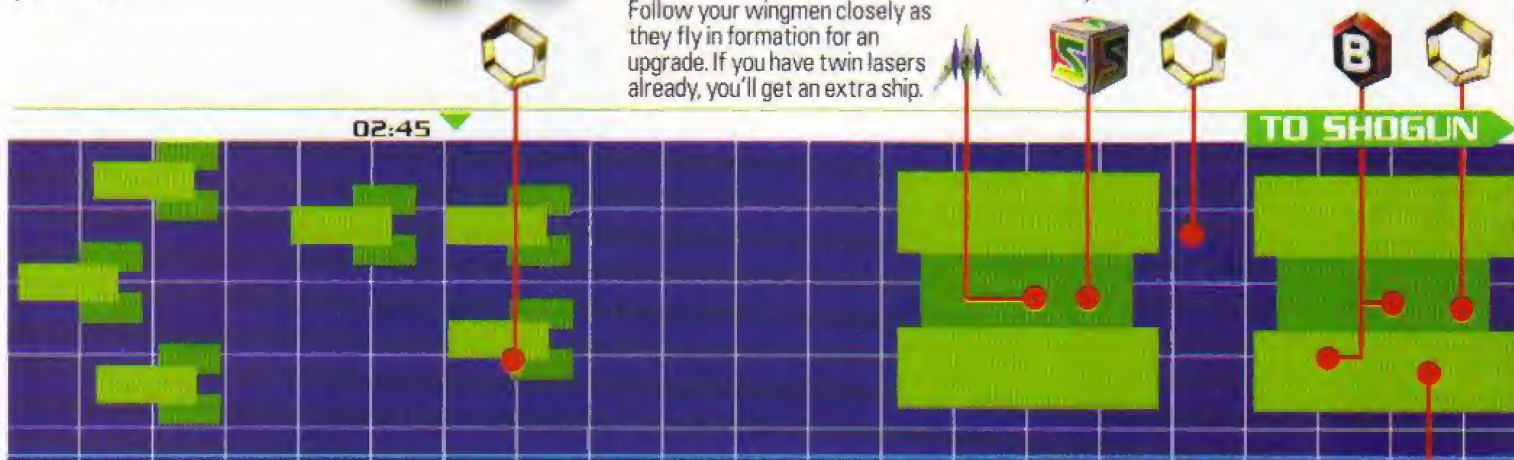 Follow your wingmen closely as
they fly in formation for an
upgrade. If you have twin lasers
already, you'll get an extra ship.
S S S
B
02:45
TO SHOGUN